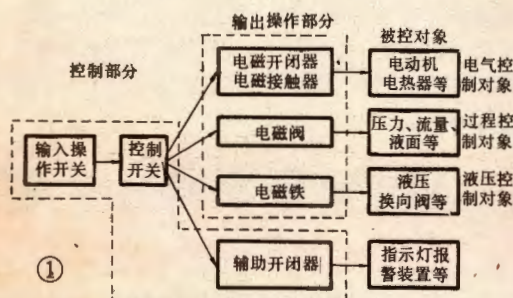 输出操作部分
被控对象
控制部分
电磁开闭器
电磁接触器
电动机
电热器等
电气控
制对象
输入操
作开关
控制
开关
电磁阀
压力、流量、
液面等
过程控
制对象
电磁铁
液压
换向阀等
液压控
制对象
辅助开闭器
指示灯报
警装置等
①